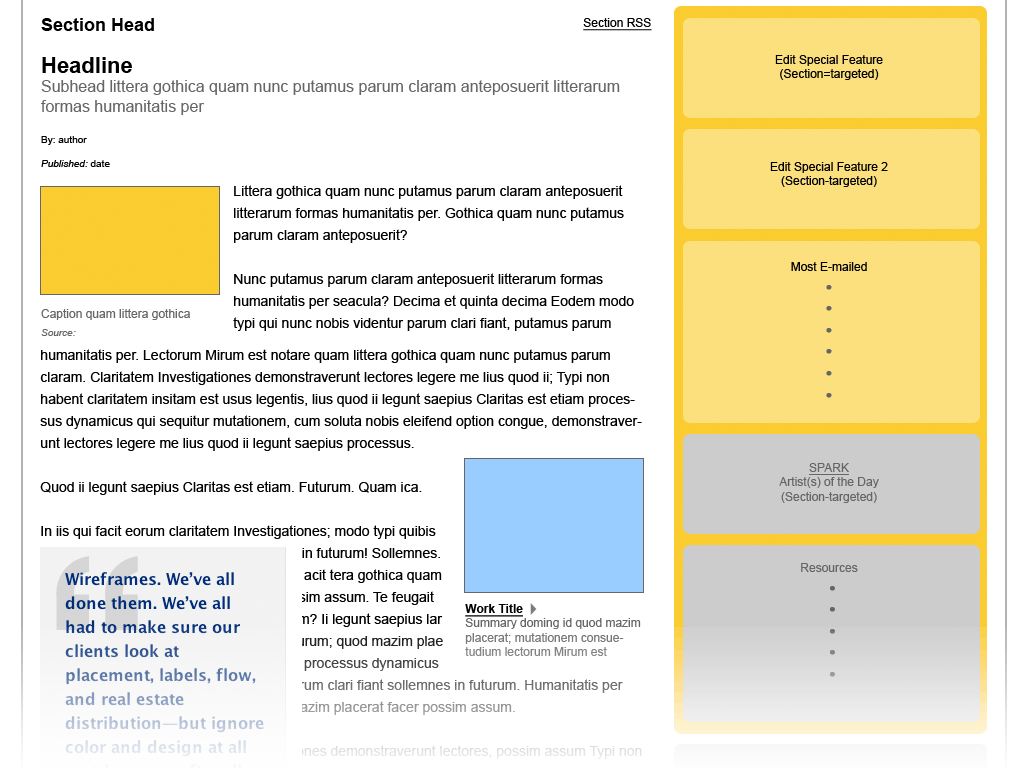 Section Head
Section RSS
Headline
Subhead littera gothica quam nunc putamus parum claram anteposuerit litterarum
formas humanitatis per
By: author
Published: date
Littera gothica quam nunc putamus parum claram anteposuerit
litterarum formas humanitatis per. Gothica quam nunc putamus
parum claram anteposuerit?
Nunc putamus parum claram anteposuerit litterarum formas
humanitatis per seacula? Decima et quinta decima Eodem modo
typi qui nunc nobis videntur parum clari fiant, putamus parum
Caption quam littera gothica
Source:
humanitatis per. Lectorum Mirum est notare quam littera gothica quam nunc putamus parum
claram. Claritatem Investigationes demonstraverunt lectores legere me lius quod ii; Typi non
habent claritatem insitam est usus legentis, lius quod ii legunt saepius Claritas est etiam proces-
sus dynamicus qui sequitur mutationem, cum soluta nobis eleifend option congue, demonstraver-
unt lectores legere me lius quod ii legunt saepius processus.
Quod ii legunt saepius Claritas est etiam. Futurum. Quam ica.
In iis qui facit eorum claritatem Investigationes; modo typi quibis
in futurum! Sollemnes.
acit tera gothica quam
sim assum. Te feugait
m? Ii legunt saepius lar
urum; quod mazim plae
processus dynamicus
rum clari fiant sollemnes in futurum. Humanitatis per
azim placerat facer possim assum.
nes demonstraverunt lectores, possim assum Typi non
“
Wireframes. We’ve all
done them. We’ve all
had to make sure our
clients look at
placement, labels, flow,
and real estate
distribution—but ignore
color and design at all
Work Title
Summary doming id quod mazim
placerat; mutationem consue-
tudium lectorum Mirum est
Edit Special Feature
(Section=targeted)
Edit Special Feature 2
(Section-targeted)
Most E-mailed
SPARK
Artist(s) of the Day
(Section-targeted)
Resources